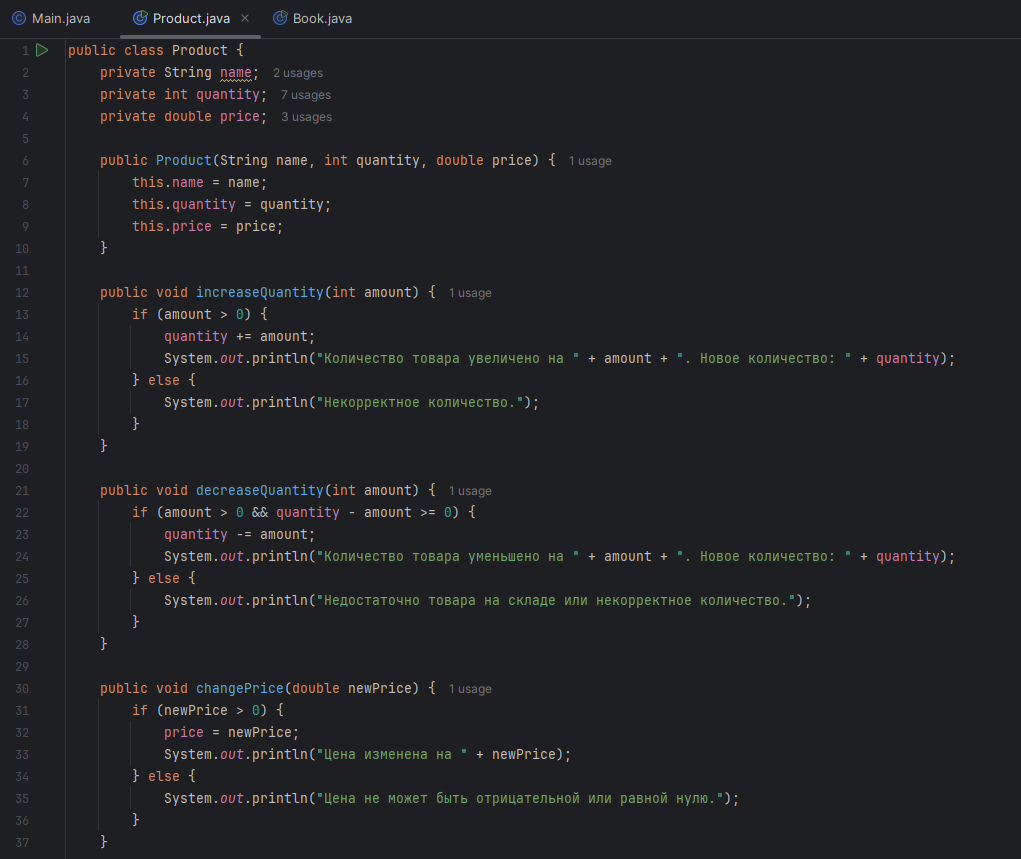 Main.java Product.java × Book.java
1 public class Product {
2 private String name; 2 usages
3 private int quantity; 7 usages
4 private double price; 3 usages
5
6 public Product(String name, int quantity, double price) { 1 usage
7 this.name = name;
8 this.quantity = quantity;
9 this.price = price;
10 }
11
12 public void increaseQuantity(int amount) { 1 usage
13 if (amount > 0) {
14 quantity += amount;
15 System.out.println("Количество товара увеличено на " + amount + ". Новое количество: " + quantity);
16 } else {
17 System.out.println("Некорректное количество.");
18 }
19 }
20
21 public void decreaseQuantity(int amount) { 1 usage
22 if (amount > 0 && quantity - amount >= 0) {
23 quantity -= amount;
24 System.out.println("Количество товара уменьшено на " + amount + ". Новое количество: " + quantity);
25 } else {
26 System.out.println("Недостаточно товара на складе или некорректное количество.");
27 }
28 }
29
30 public void changePrice(double newPrice) { 1 usage
31 if (newPrice > 0) {
32 price = newPrice;
33 System.out.println("Цена изменена на " + newPrice);
34 } else {
35 System.out.println("Цена не может быть отрицательной или равной нулю.");
36 }
37 }